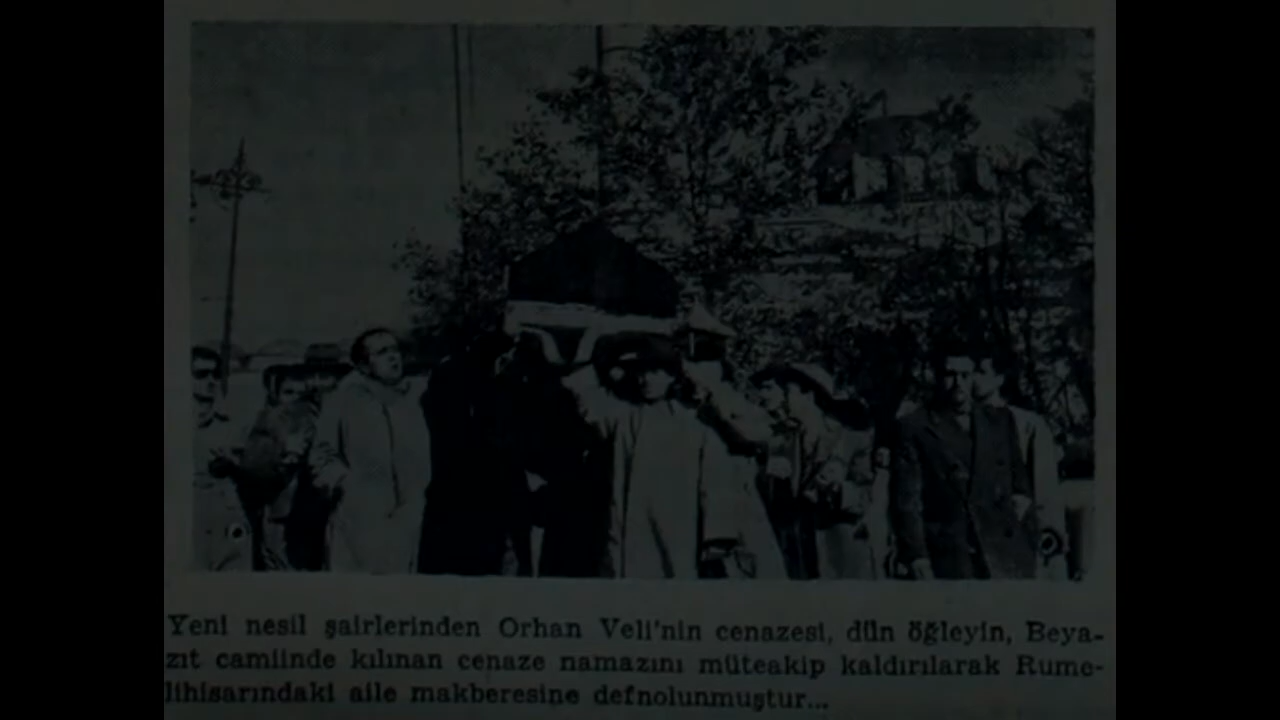 Yeni nesil şairlerinden Orhan Veli'nin cenazesi, dün öğleyin, Beya-
zıt camiinde kılınan cenaze namazını müteakip kaldırılarak Rume-
lihisarındaki aile makberesine defnolunmuştur...